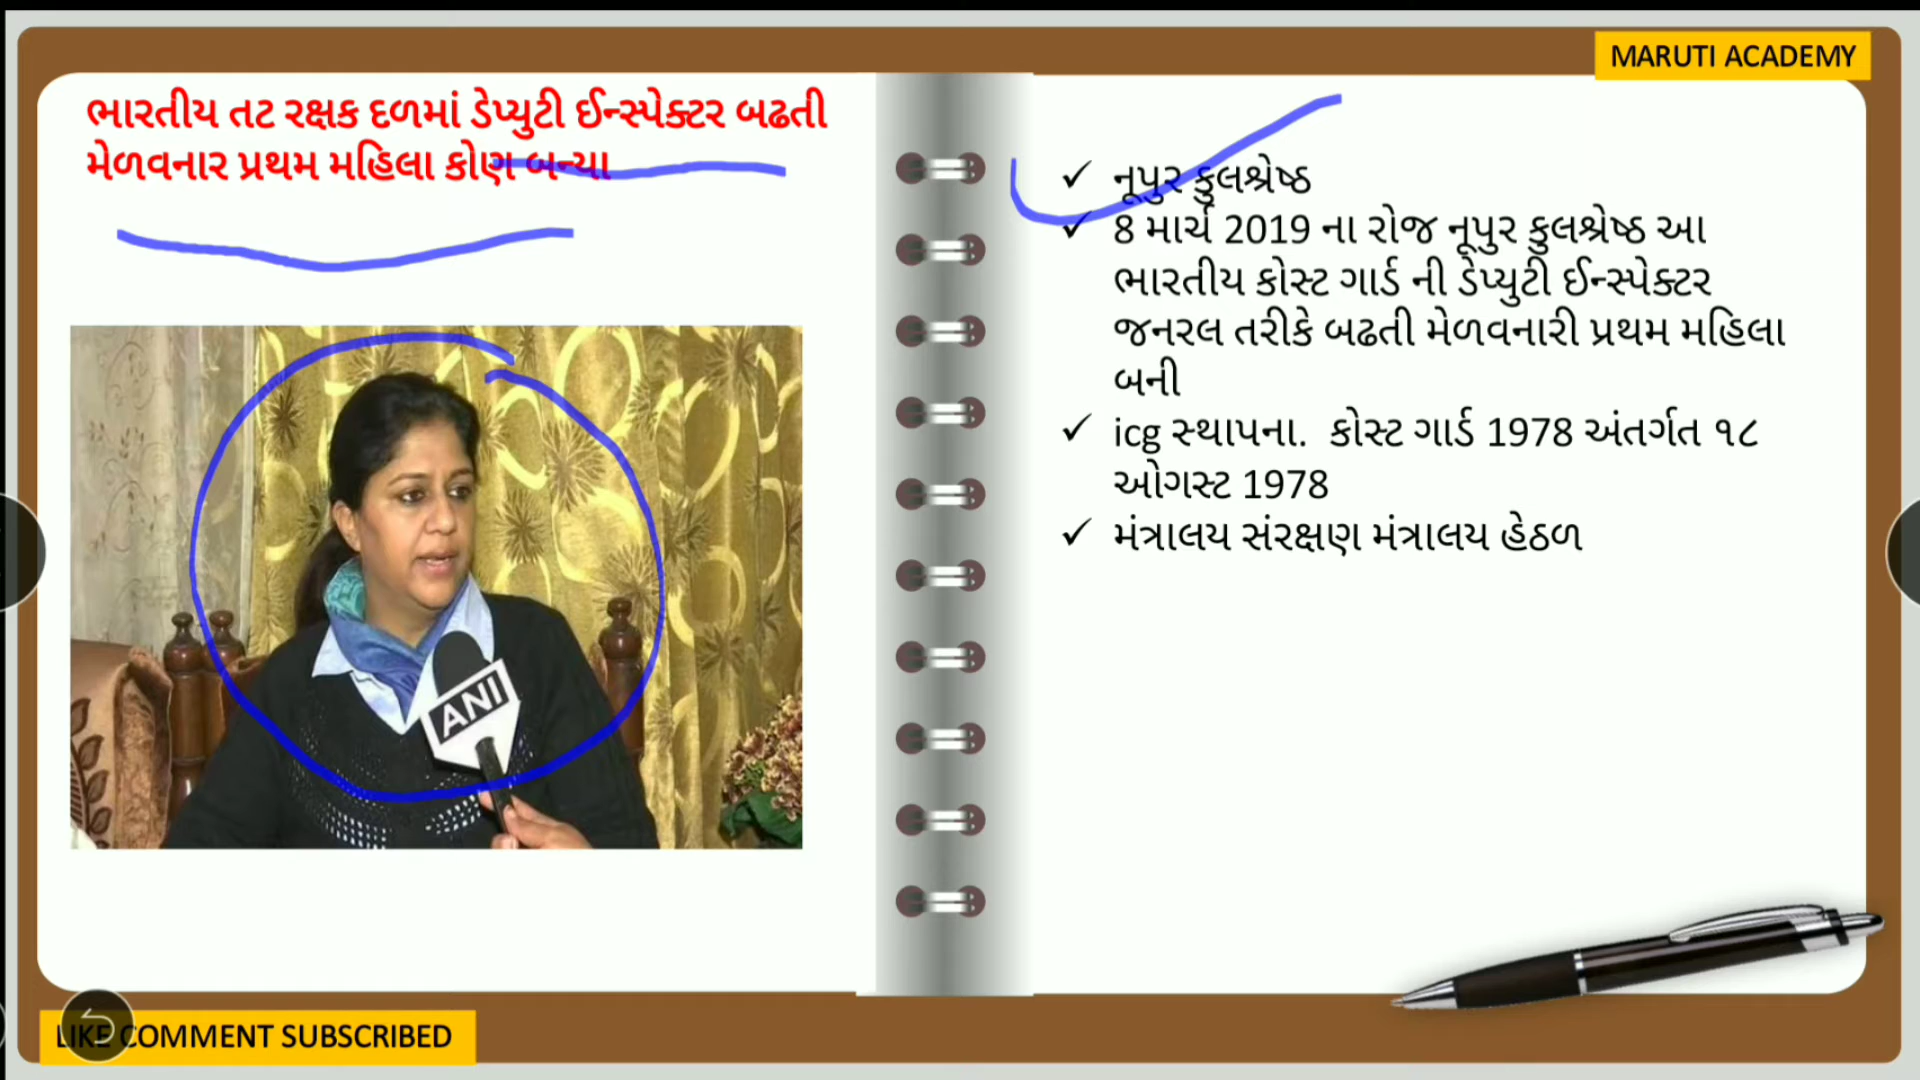 MARUTI ACADEMY
ભારતીય તટ રક્ષક દળમાં ડેપ્યુટી ઈન્સ્પેક્ટર બઢતી
મેળવનાર પ્રથમ મહિલા કોણ બન્યા
ANI
✓ નૂપુર કુલશ્રેષ્ઠ
✓ 8 માર્ચ 2019 ના રોજ નૂપુર કુલશ્રેષ્ઠ આ
ભારતીય કોસ્ટ ગાર્ડ ની ડેપ્યુટી ઈન્સ્પેક્ટર
જનરલ તરીકે બઢતી મેળવનારી પ્રથમ મહિલા
બની
✓ icg સ્થાપના. કોસ્ટ ગાર્ડ 1978 અંતર્ગત ૧૮
ઓગસ્ટ 1978
✓ મંત્રાલય સંરક્ષણ મંત્રાલય હેઠળ
LIKE COMMENT SUBSCRIBED